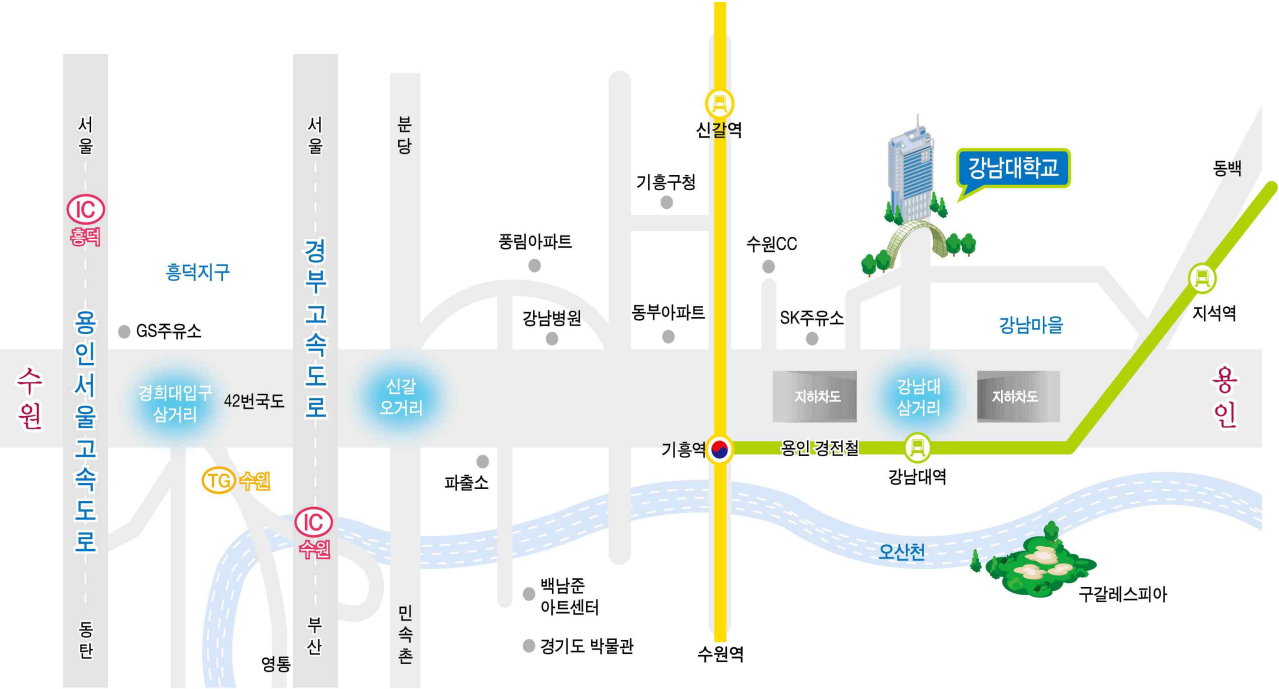 서울
서울
분당
신갈역
강남대학교
동백
기흥구청
IC
흥덕
풍림아파트
수원CC
흥덕지구
경부고속도로
지석역
GS주유소
용인서울고속도로
강남병원
동부아파트
SK주유소
강남마을
수원
경희대입구
삼거리
42번국도
신갈
오거리
지하차도
강남대
삼거리
지하차도
용인
기흥역
용인 경전철
강남대역
TG 수원
파출소
IC
수원
오산천
백남준
아트센터
구갈레스피아
동탄
영통
부산
민속촌
경기도 박물관
수원역